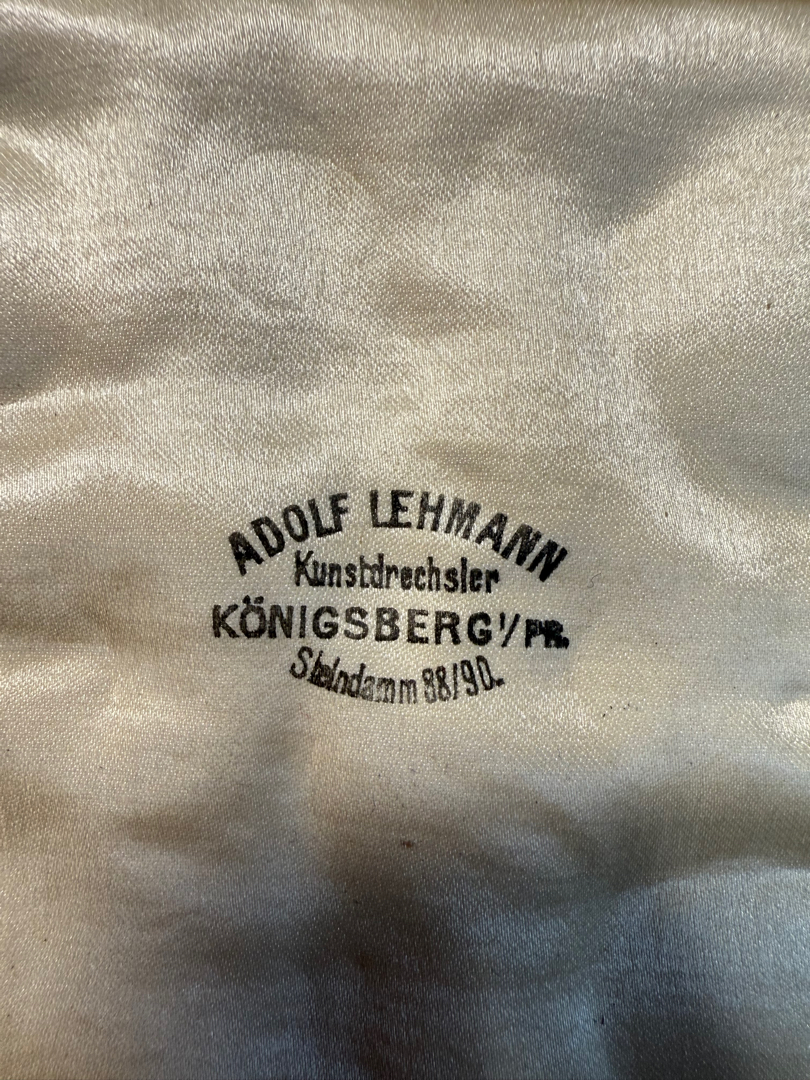 ADOLF LEHMANN
Kunstdrechsler
KÖNIGSBERG I/PR.
Steindamm 88/90.